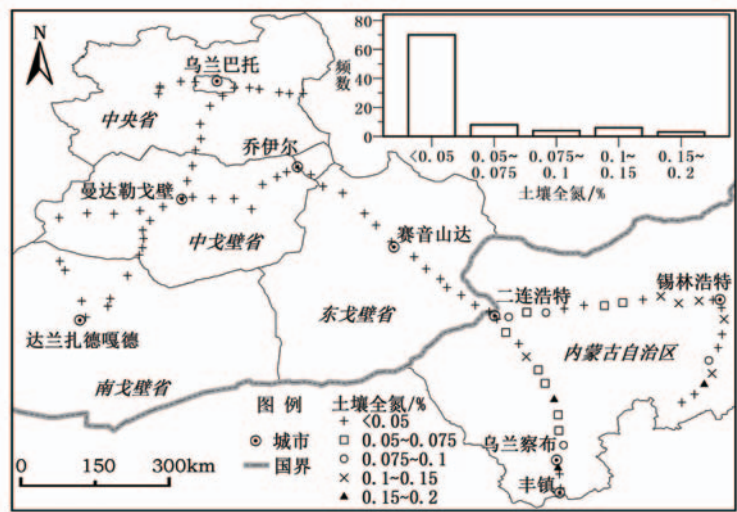 N
乌兰巴托
中央省
乔伊尔
曼达勒戈壁
中戈壁省
赛音山达
二连浩特
锡林浩特
达兰扎德嘎德
东戈壁省
内蒙古自治区
南戈壁省
乌兰察布
丰镇
80
60
40
20
0
频数
<0.05
0.05~0.075
0.075~0.1
0.1~0.15
0.15~0.2
土壤全氮/%
图 例
城市
国界
土壤全氮/%
<0.05
0.05~0.075
0.075~0.1
0.1~0.15
0.15~0.2
0 150 300km